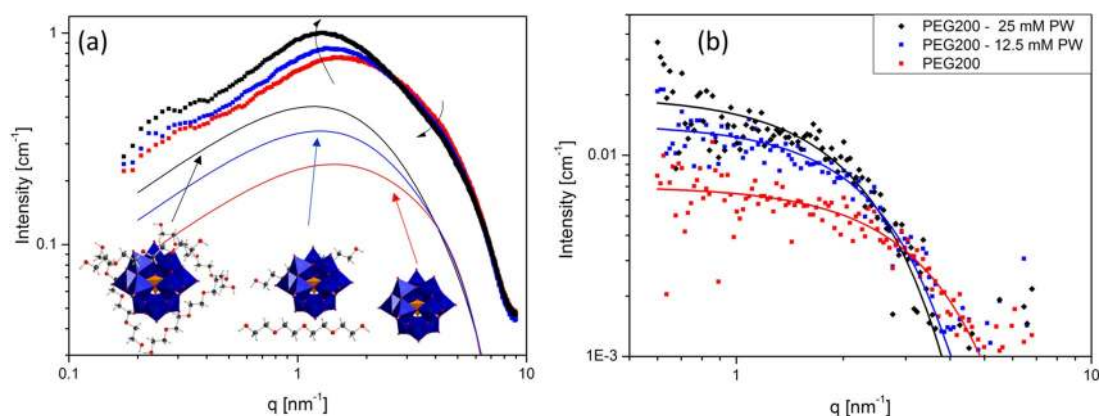 (a)
1
0.1
Intensity [cm⁻¹]
0.1
1
10
q [nm⁻¹]
(b)
PEG200 - 25 mM PW
PEG200 - 12.5 mM PW
PEG200
0.01
1E-3
Intensity [cm⁻¹]
1
10
q [nm⁻¹]